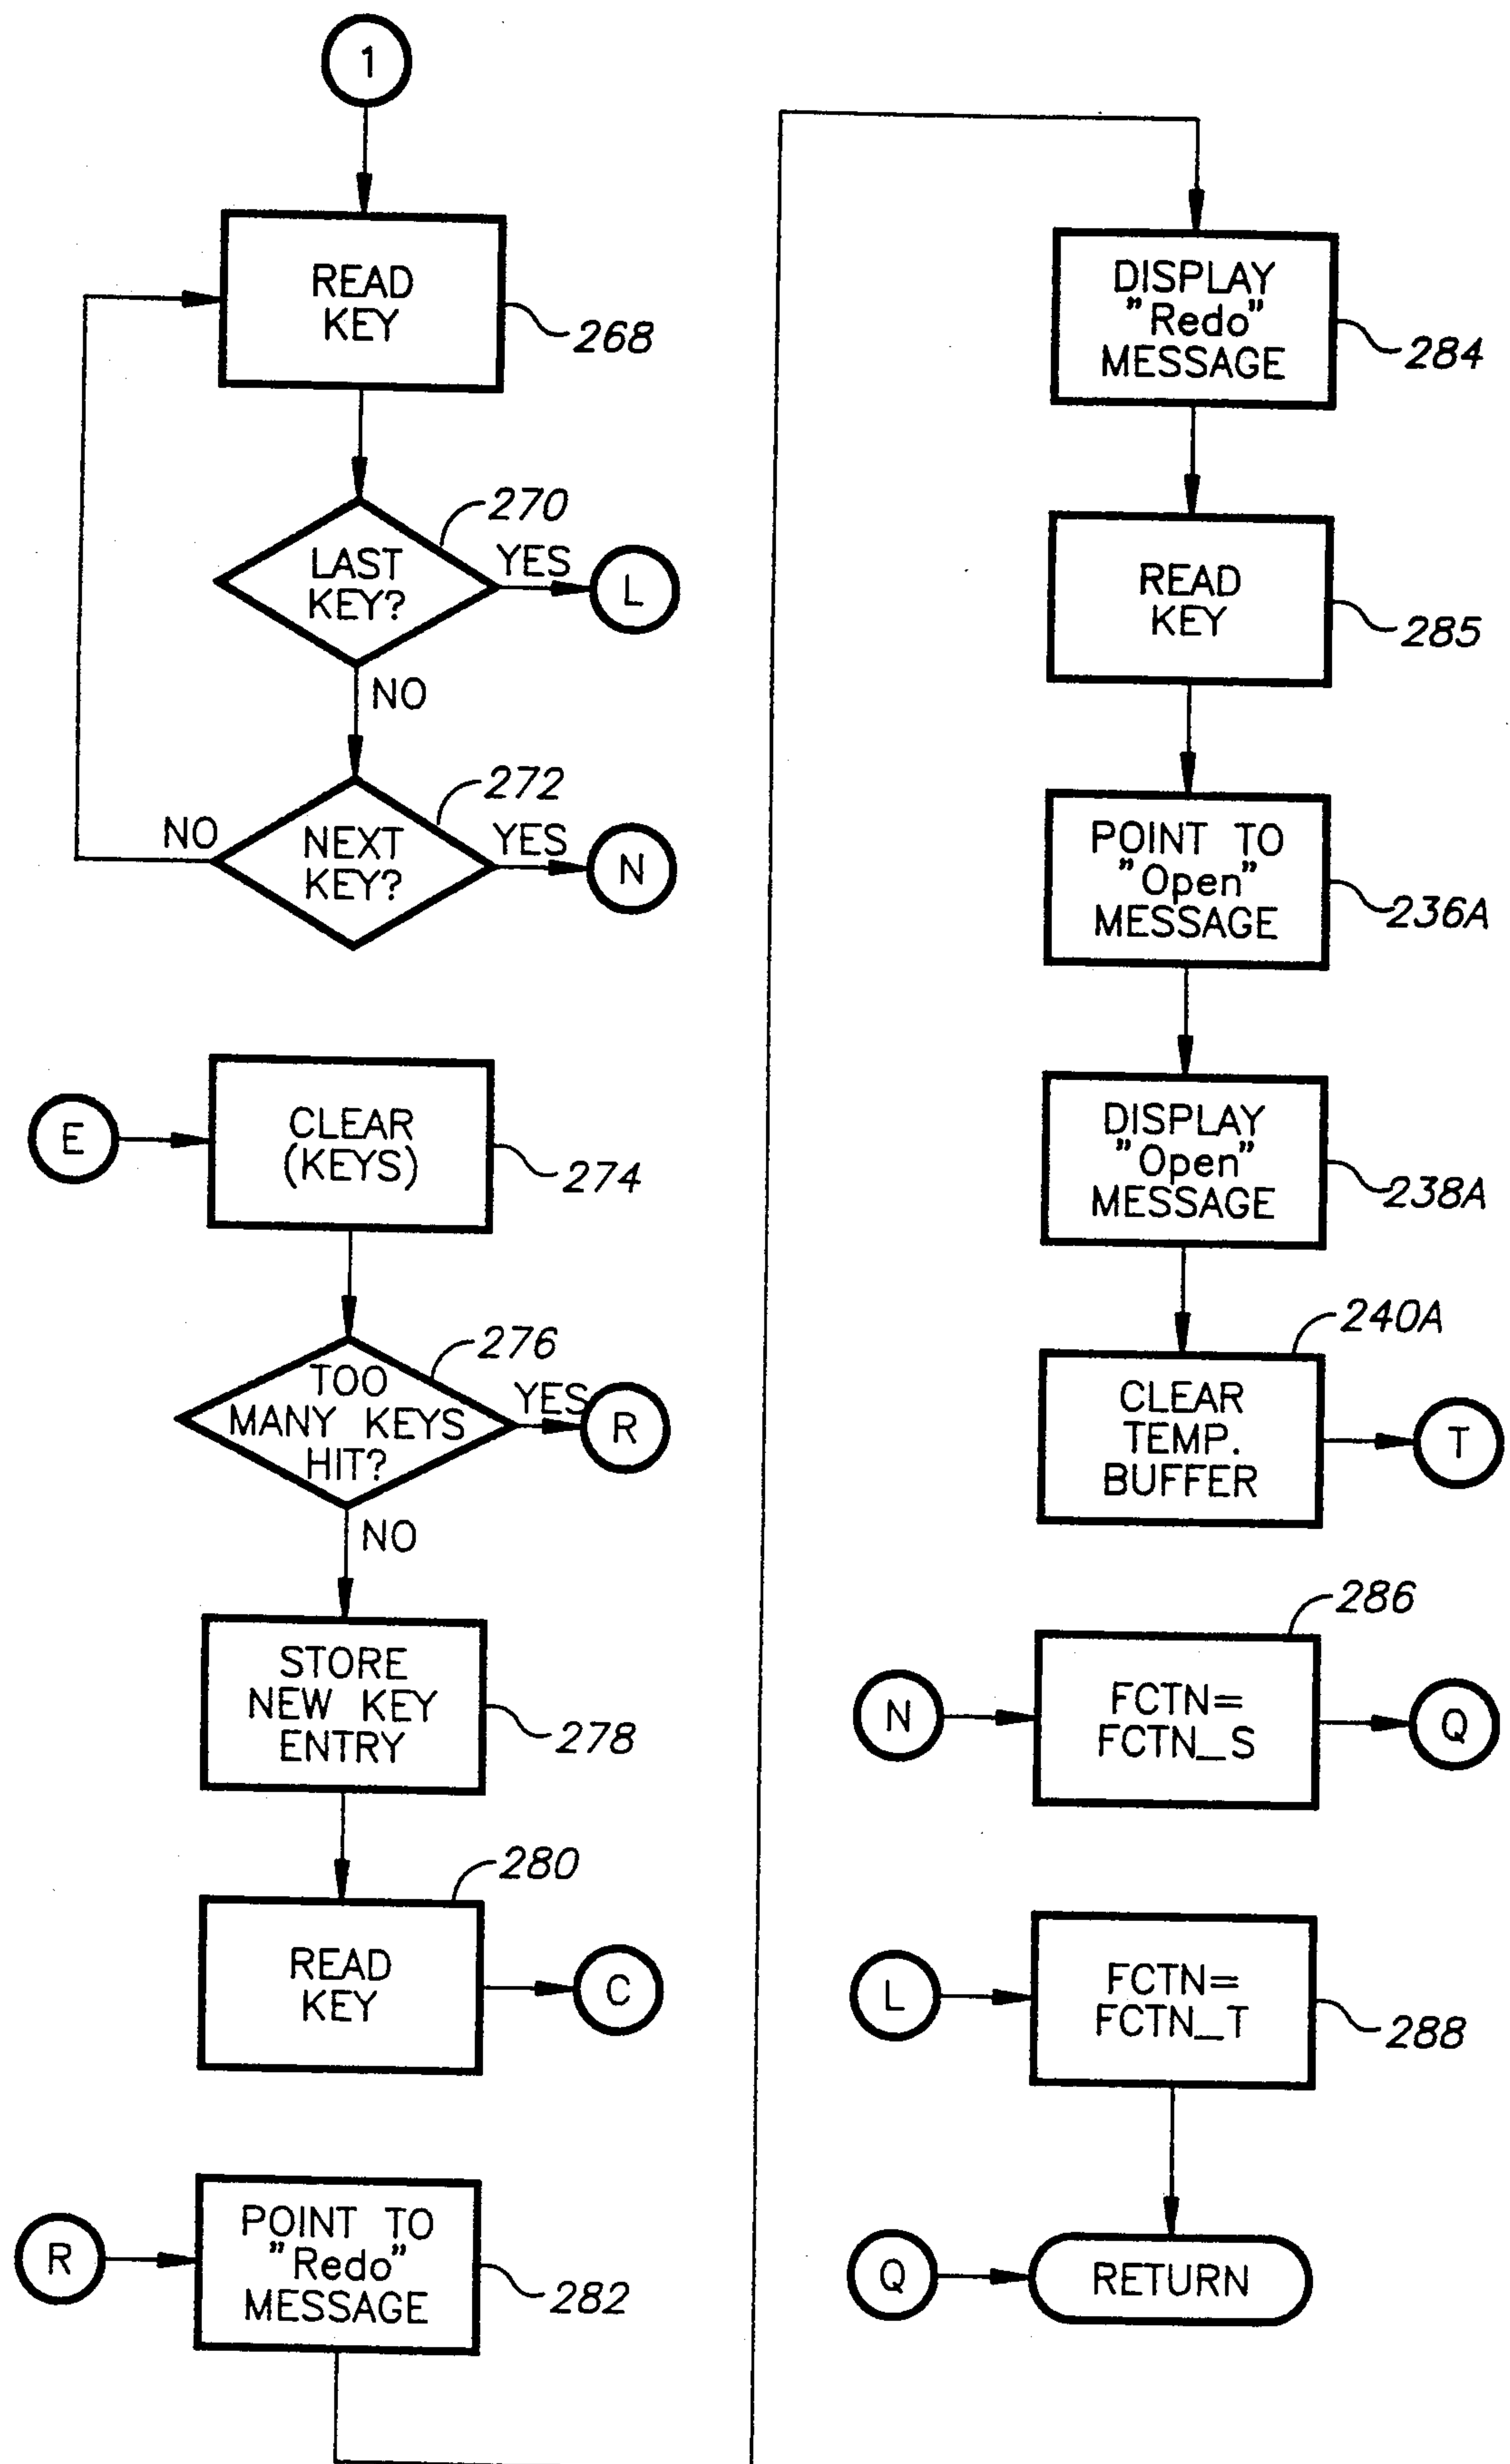 1
READ
KEY
268
270
LAST
KEY?
YES
L
NO
272
NEXT
KEY?
NO
YES
N
E
CLEAR
(KEYS)
274
276
TOO
MANY KEYS
HIT?
YES
R
NO
STORE
NEW KEY
ENTRY
278
280
READ
KEY
C
R
POINT TO
"Redo"
MESSAGE
282
DISPLAY
"Redo"
MESSAGE
284
READ
KEY
285
POINT TO
"Open"
MESSAGE
236A
DISPLAY
"Open"
MESSAGE
238A
240A
CLEAR
TEMP.
BUFFER
T
286
N
FCTN=
FCTN_S
Q
L
FCTN=
FCTN_T
288
Q
RETURN